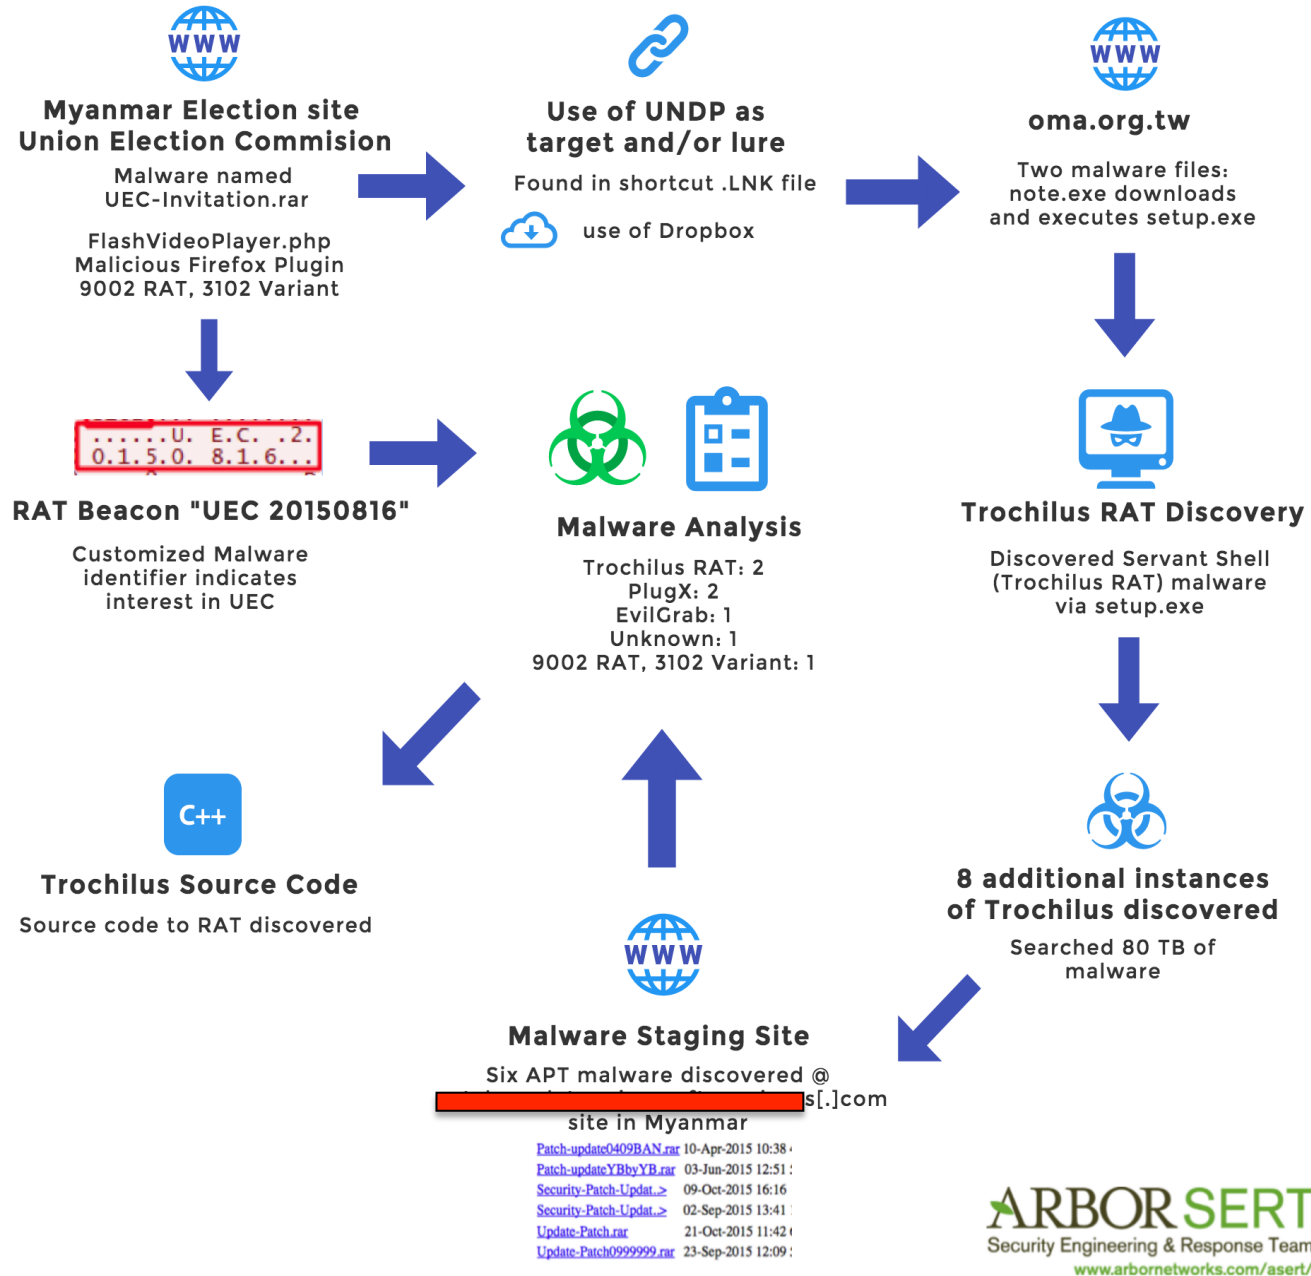 WWW
Myanmar Election site
Union Election Commision
Malware named
UEC-Invitation.rar
FlashVideoPlayer.php
Malicious Firefox Plugin
9002 RAT, 3102 Variant
Use of UNDP as
target and/or lure
Found in shortcut .LNK file
use of Dropbox
WWW
oma.org.tw
Two malware files:
note.exe downloads
and executes setup.exe
......U. E.C. .2.
0.1.5.0. 8.1.6...
RAT Beacon "UEC 20150816"
Customized Malware
identifier indicates
interest in UEC
Malware Analysis
Trochilus RAT: 2
PlugX: 2
EvilGrab: 1
Unknown: 1
9002 RAT, 3102 Variant: 1
Trochilus RAT Discovery
Discovered Servant Shell
(Trochilus RAT) malware
via setup.exe
C++
Trochilus Source Code
Source code to RAT discovered
8 additional instances
of Trochilus discovered
Searched 80 TB of
malware
WWW
Malware Staging Site
Six APT malware discovered @
s[.]com
site in Myanmar
Patch-update0409BAN.rar 10-Apr-2015 10:38
Patch-updateYBbyYB.rar 03-Jun-2015 12:51
Security-Patch-Updat..> 09-Oct-2015 16:16
Security-Patch-Updat..> 02-Sep-2015 13:41
Update-Patch.rar 21-Oct-2015 11:42
Update-Patch0999999.rar 23-Sep-2015 12:09
ARBOR SERT
Security Engineering & Response Team
www.arbornetworks.com/asert/